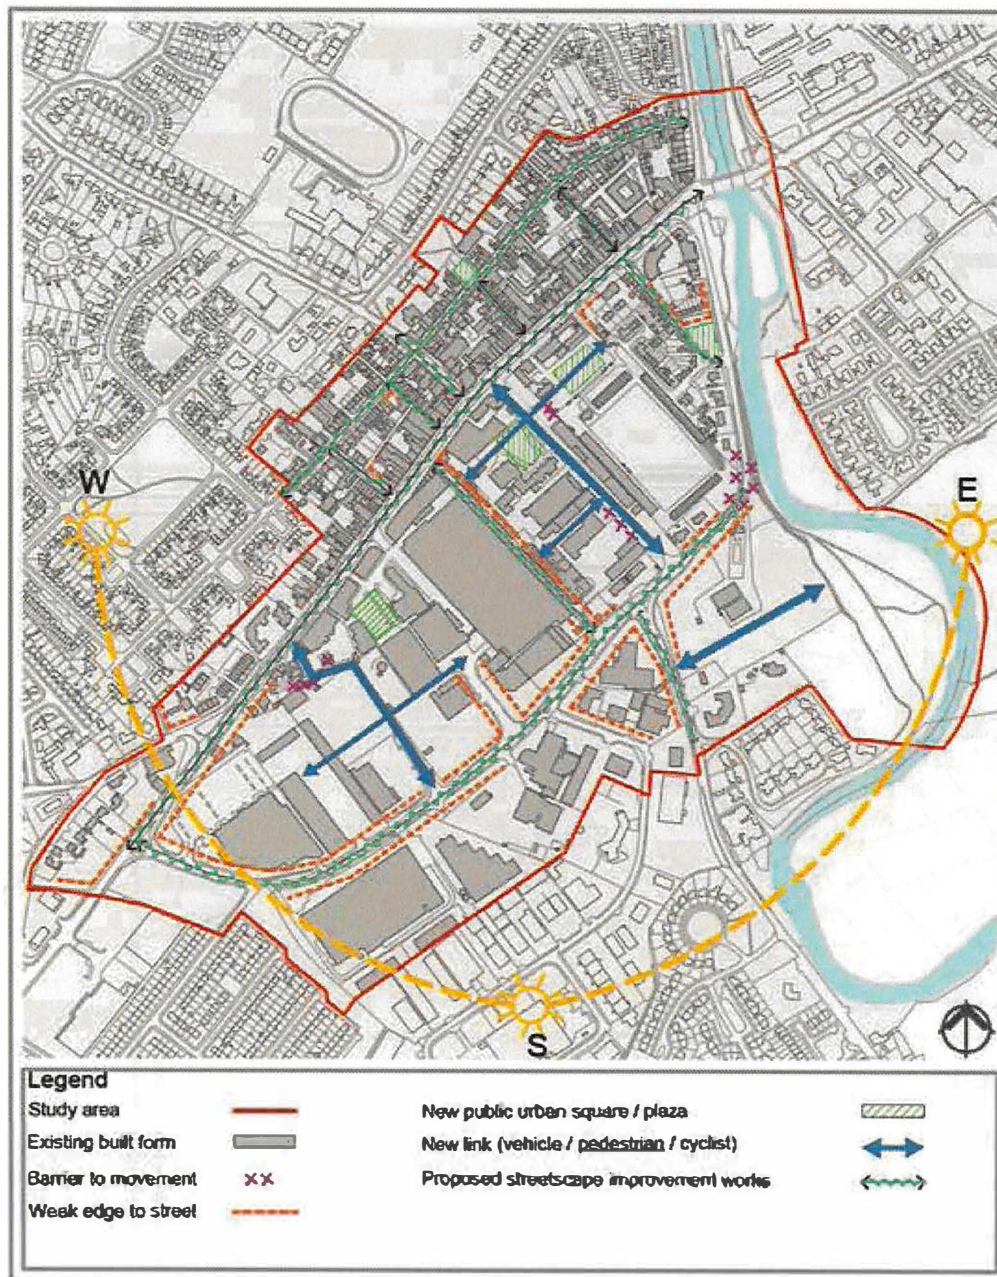 W
E
S
Legend
Study area
Existing built form
Barrier to movement
Weak edge to street
New public urban square / plaza
New link (vehicle / pedestrian / cyclist)
Proposed streetscape improvement works